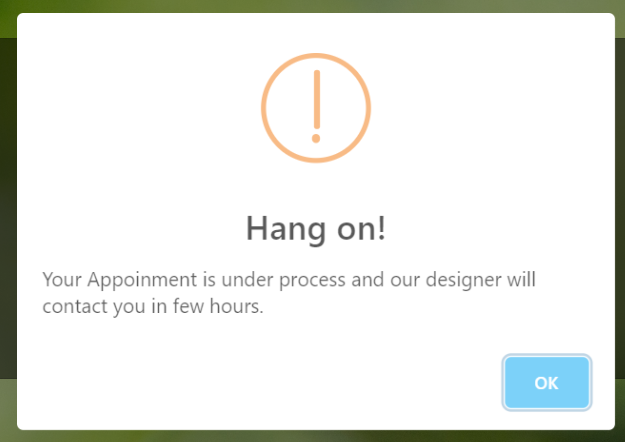 Hang on!
Your Appoinment is under process and our designer will
contact you in few hours.
OK